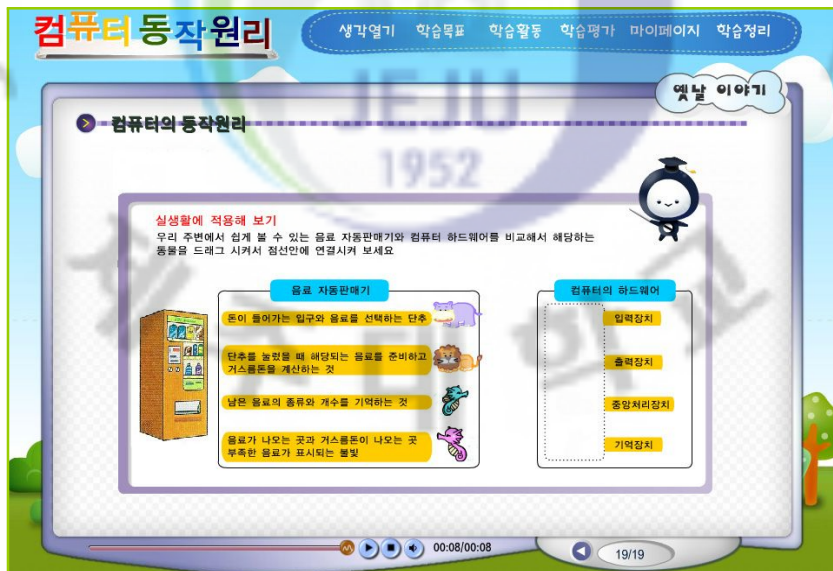 컴퓨터동작원리
생각열기 학습목표 학습활동 학습평가 마이페이지 학습정리
옛날 이야기
컴퓨터의 동작원리
JEJU
1952
실생활에 적용해 보기
우리 주변에서 쉽게 볼 수 있는 음료 자동판매기와 컴퓨터 하드웨어를 비교해서 해당하는
동물을 드래그 시켜서 점선안에 연결시켜 보세요
음료 자동판매기
돈이 들어가는 입구와 음료를 선택하는 단추
단추를 눌렀을 때 해당되는 음료를 준비하고
거스름돈을 계산하는 것
남은 음료의 종류와 개수를 기억하는 것
음료가 나오는 곳과 거스름돈이 나오는 곳
부족한 음료가 표시되는 불빛
컴퓨터의 하드웨어
입력장치
출력장치
중앙처리장치
기억장치
00:08/00:08
19/19